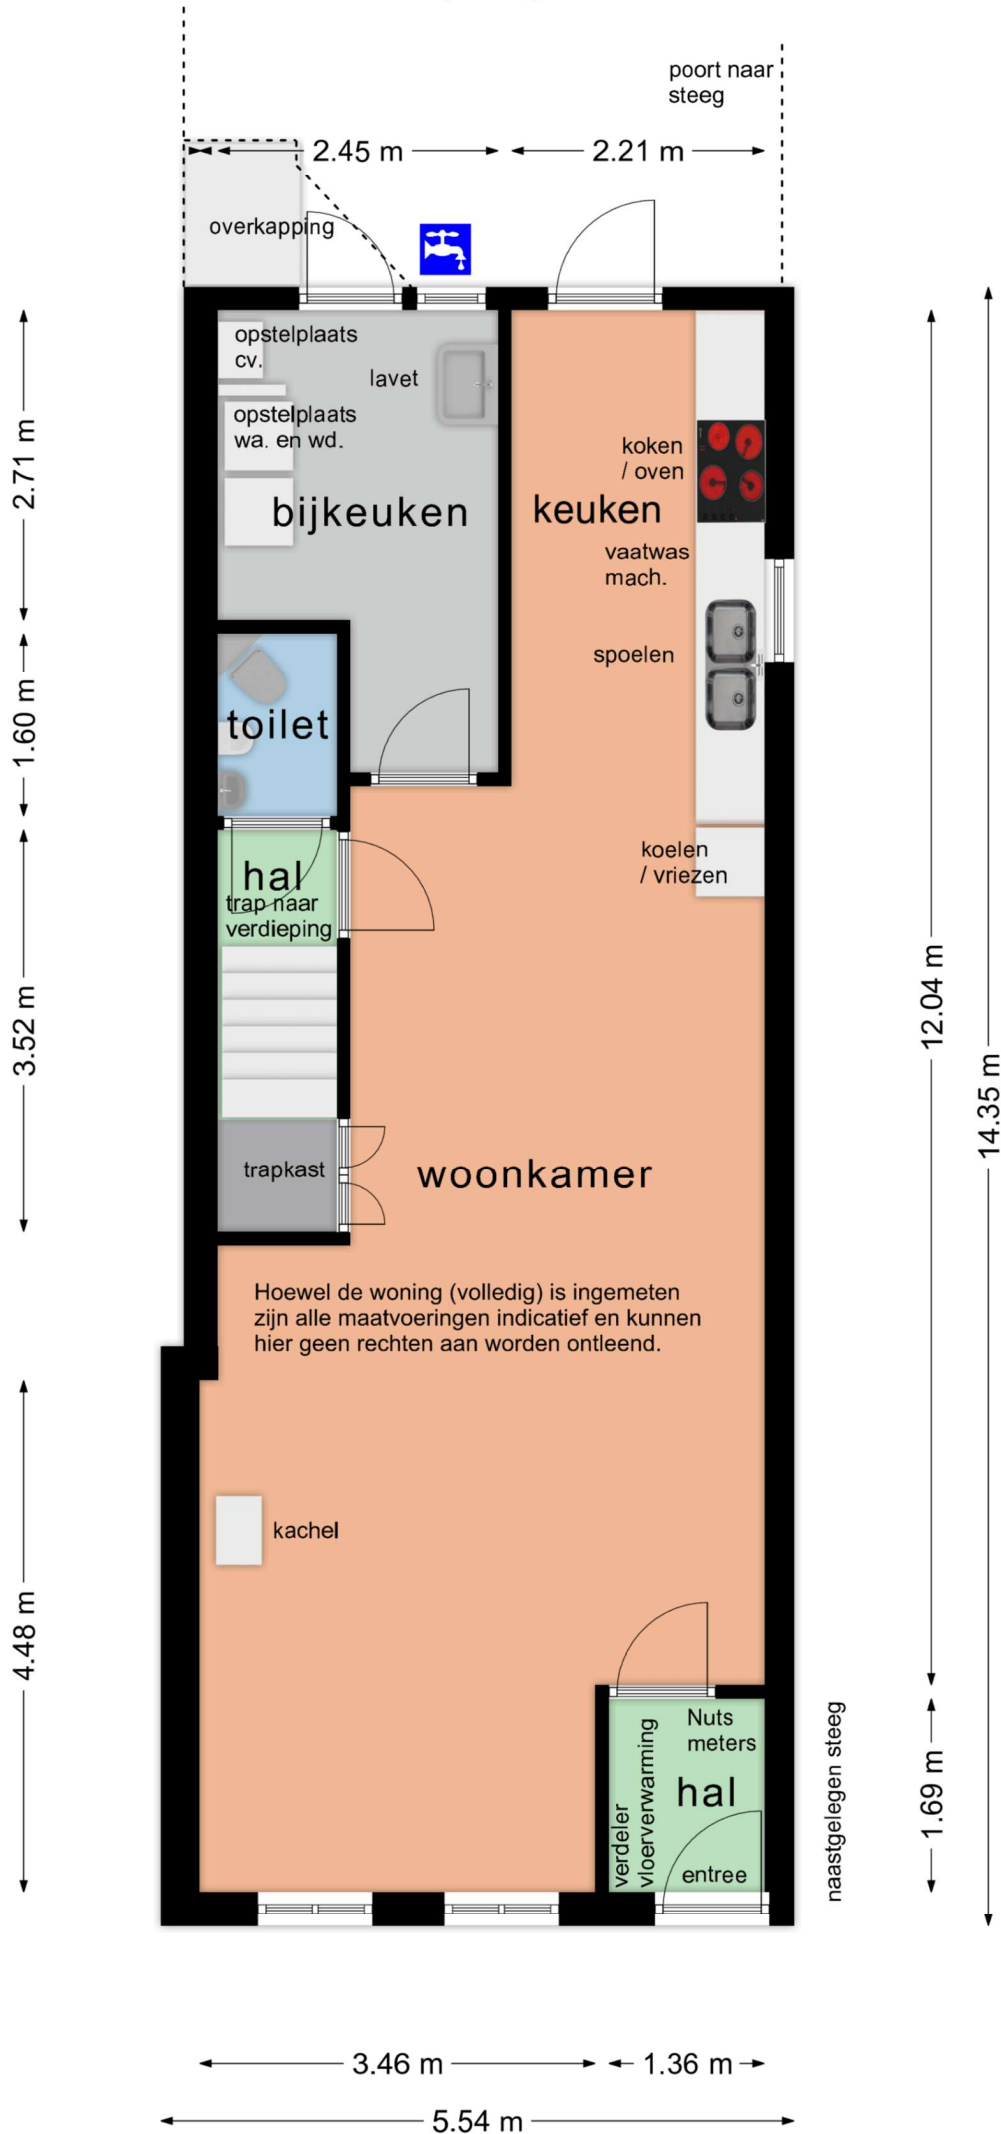 poort naar
steeg
2.45 m
2.21 m
overkapping
opstelplaats
cv.
lavet
opstelplaats
wa. en wd.
koken
/ oven
bijkeuken
keuken
vaatwas
mach.
spoelen
2.71 m
1.60 m
toilet
koelen
/ vriezen
hal
trap naar
verdieping
3.52 m
12.04 m
14.35 m
trapkast
woonkamer
Hoewel de woning (volledig) is ingemeten
zijn alle maatvoeringen indicatief en kunnen
hier geen rechten aan worden ontleend.
kachel
4.48 m
Nuts
meters
verdeler
vloerverwarming
hal
entree
naastgelegen steeg
1.69 m
3.46 m
1.36 m
5.54 m